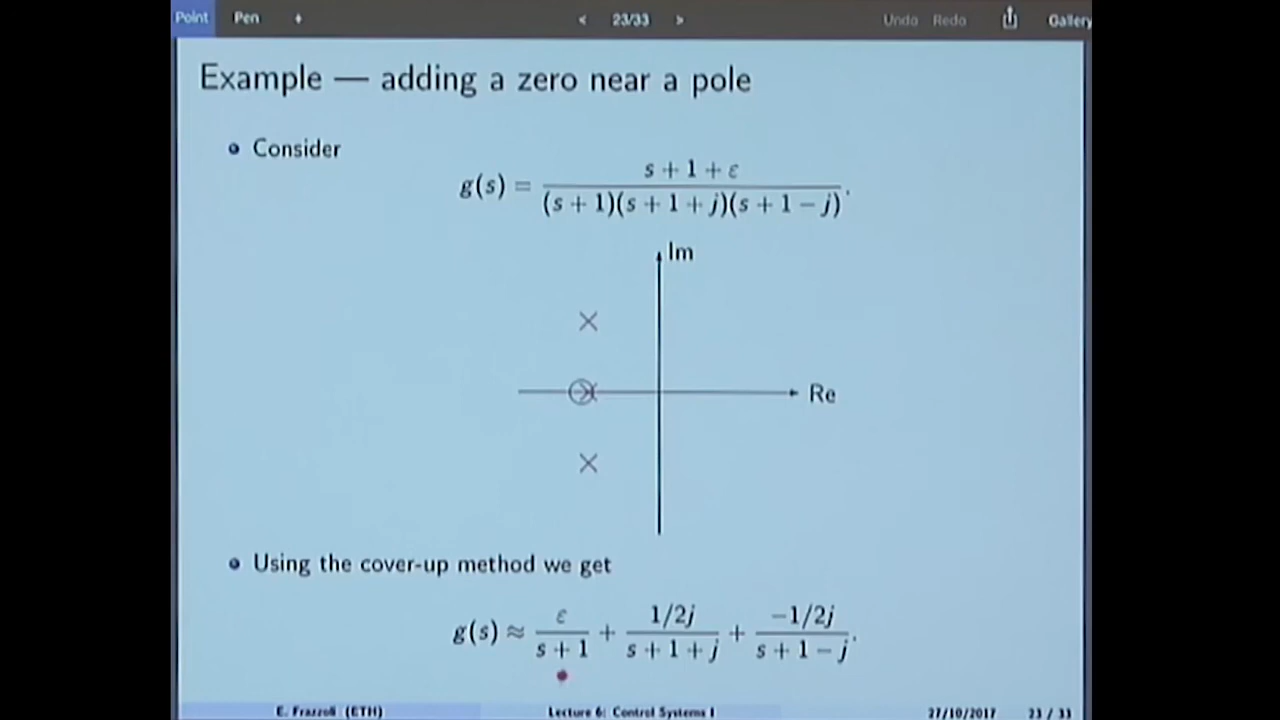 Point Pen + < 23/33 > Undo Redo Gallery
Example — adding a zero near a pole
Consider
g(s) = (s + 1 + ε) / ((s + 1)(s + 1 + j)(s + 1 − j)).
Im
Re
Using the cover-up method we get
g(s) ≈ ε/(s + 1) + (1/2j)/(s + 1 + j) + (−1/2j)/(s + 1 − j).
E. Frazzoli (ETH) Lecture 6: Control Systems I 27/10/2017 23 / 33